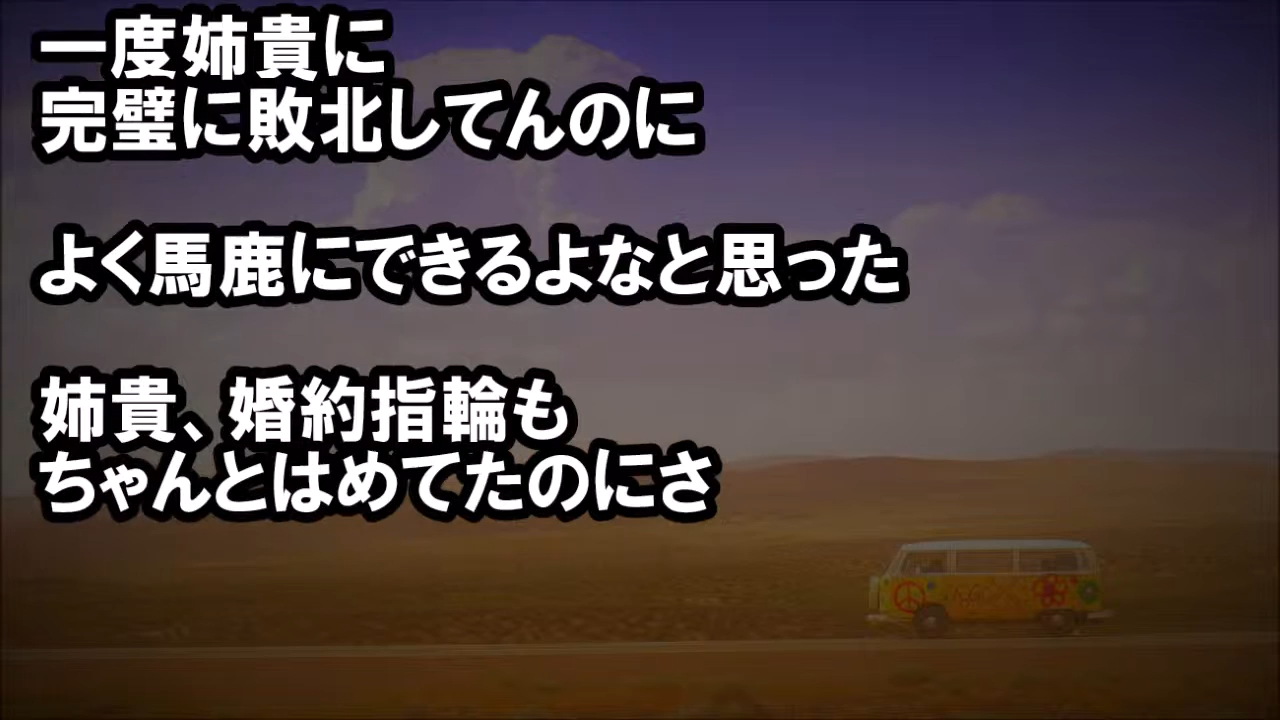 一度姉貴に
完璧に敗北してんのに
よく馬鹿にできるよなと思った
姉貴、婚約指輪も
ちゃんとはめてたのにさ